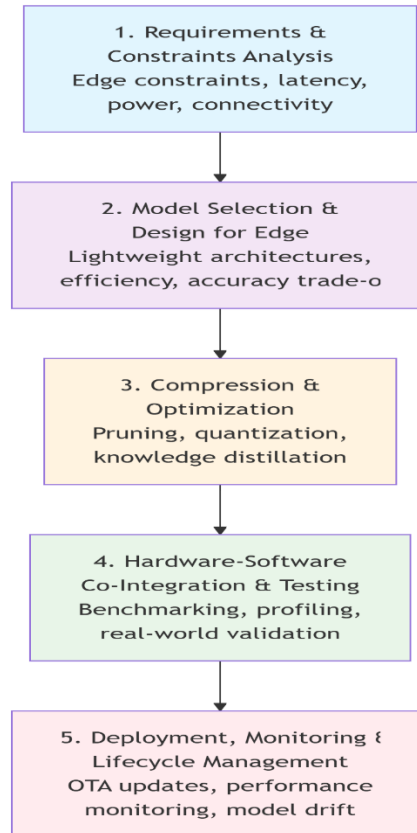 1. Requirements &
Constraints Analysis
Edge constraints, latency,
power, connectivity
2. Model Selection &
Design for Edge
Lightweight architectures,
efficiency, accuracy trade-o
3. Compression &
Optimization
Pruning, quantization,
knowledge distillation
4. Hardware-Software
Co-Integration & Testing
Benchmarking, profiling,
real-world validation
5. Deployment, Monitoring &
Lifecycle Management
OTA updates, performance
monitoring, model drift